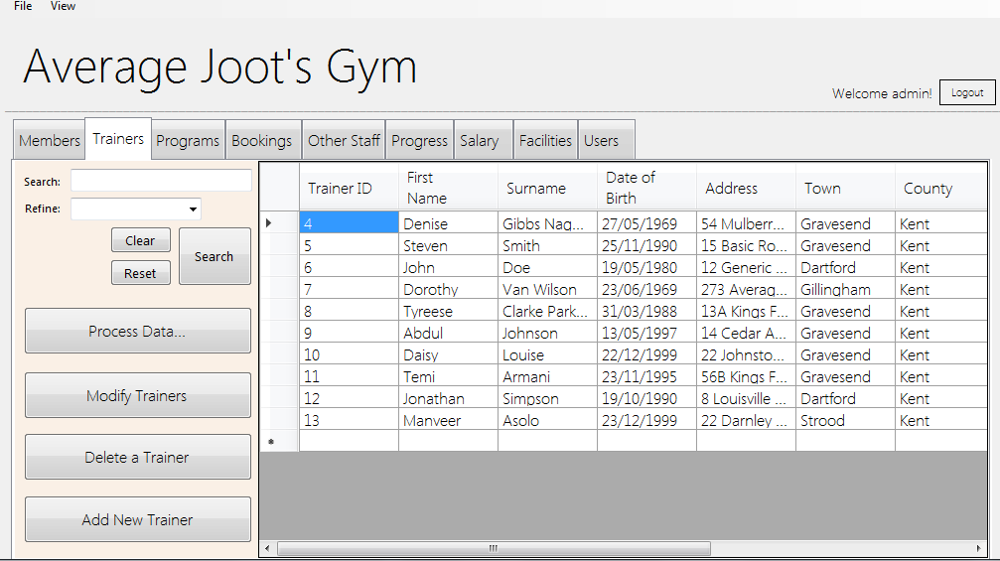 File View
Average Joot's Gym
Welcome admin! Logout
Members Trainers Programs Bookings Other Staff Progress Salary Facilities Users
Search:
Refine:
Clear
Reset
Search
Process Data...
Modify Trainers
Delete a Trainer
Add New Trainer
Trainer ID First Name Surname Date of Birth Address Town County
4 Denise Gibbs Nag... 27/05/1969 54 Mulberr... Gravesend Kent
5 Steven Smith 25/11/1990 15 Basic Ro... Gravesend Kent
6 John Doe 19/05/1980 12 Generic ... Dartford Kent
7 Dorothy Van Wilson 23/06/1969 273 Averag... Gillingham Kent
8 Tyreese Clarke Park... 31/03/1988 13A Kings F... Gravesend Kent
9 Abdul Johnson 13/05/1997 14 Cedar A... Gravesend Kent
10 Daisy Louise 22/12/1999 22 Johnsto... Gravesend Kent
11 Temi Armani 23/11/1995 56B Kings F... Gravesend Kent
12 Jonathan Simpson 19/10/1990 8 Louisville ... Dartford Kent
13 Manveer Asolo 23/12/1999 22 Darnley ... Strood Kent